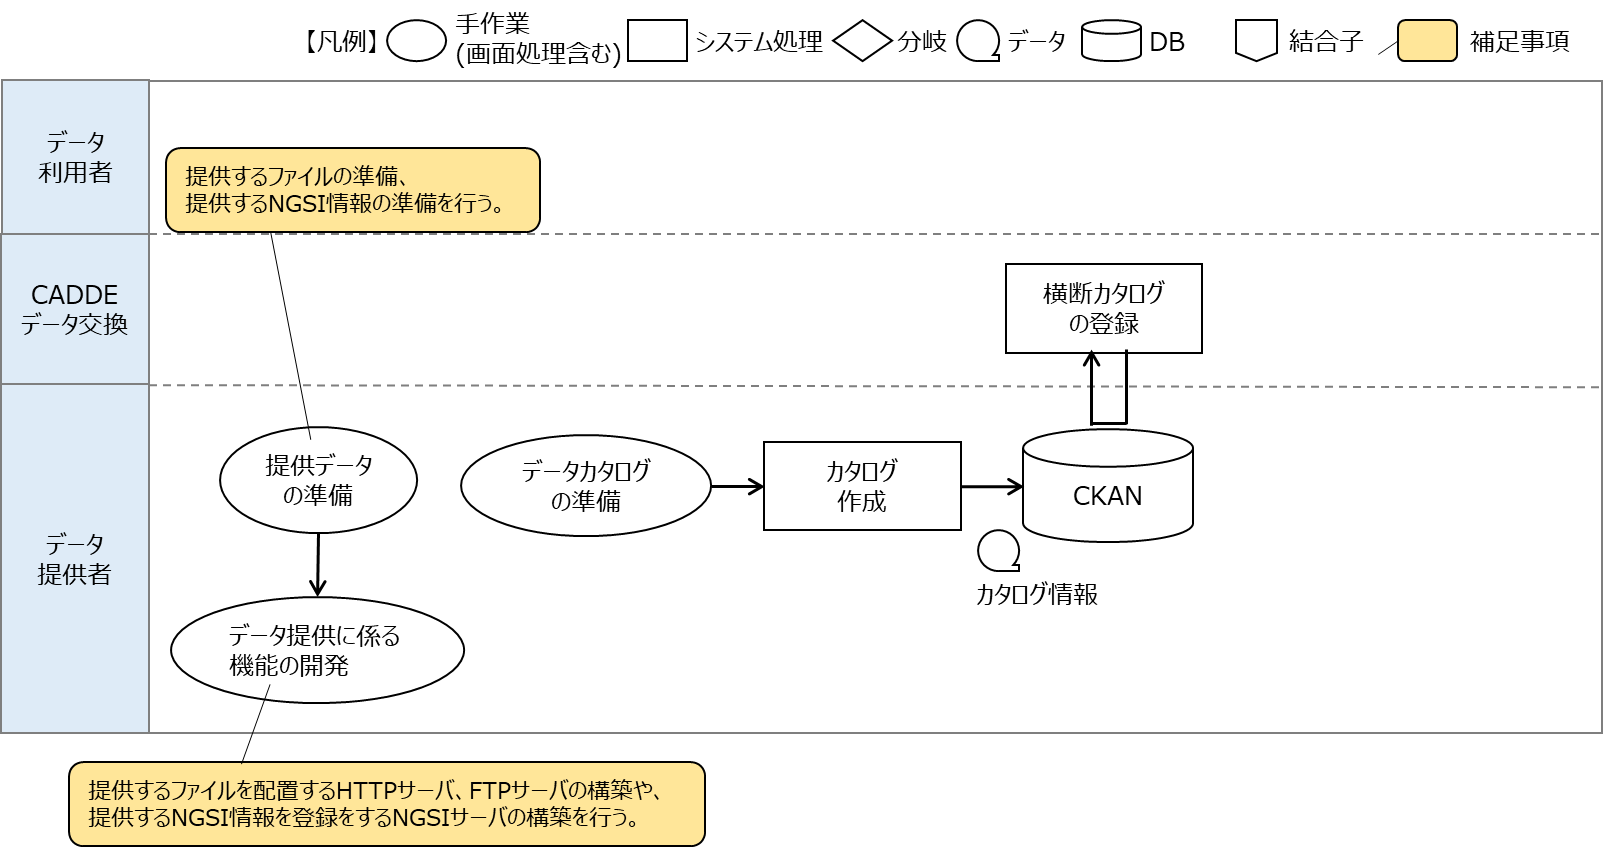 【凡例】
手作業
(画面処理含む)
システム処理
分岐
データ
DB
結合子
補足事項
データ
利用者
提供するファイルの準備、
提供するNGSI情報の準備を行う。
CADDE
データ交換
横断カタログ
の登録
データ
提供者
提供データ
の準備
データカタログ
の準備
カタログ
作成
CKAN
カタログ情報
データ提供に係る
機能の開発
提供するファイルを配置するHTTPサーバ、FTPサーバの構築や、
提供するNGSI情報を登録をするNGSIサーバの構築を行う。